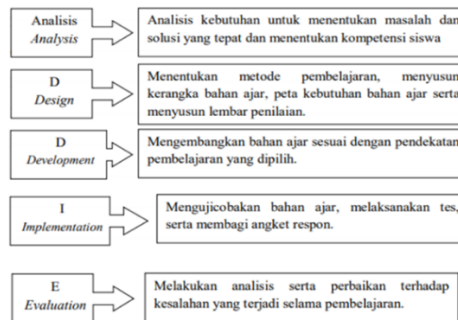 Analisis
Analysis
Analisis kebutuhan untuk menentukan masalah dan
solusi yang tepat dan menentukan kompetensi siswa
D
Design
Menentukan metode pembelajaran, menyusun
kerangka bahan ajar, peta kebutuhan bahan ajar serta
menyusun lembar penilaian.
D
Development
Mengembangkan bahan ajar sesuai dengan pendekatan
pembelajaran yang dipilih.
I
Implementation
Mengujicobakan bahan ajar, melaksanakan tes,
serta membagi angket respon.
E
Evaluation
Melakukan analisis serta perbaikan terhadap
kesalahan yang terjadi selama pembelajaran.